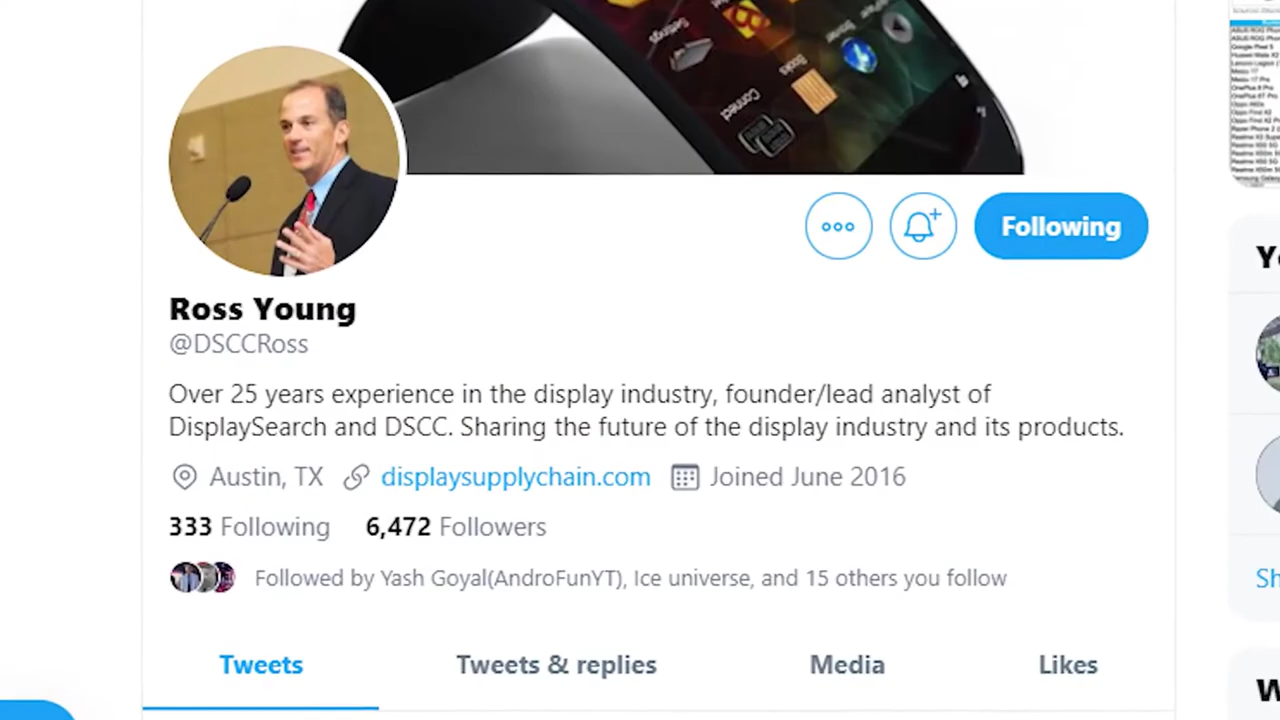 Settings
Books
Connect
Following
Ross Young
@DSCCRoss
Over 25 years experience in the display industry, founder/lead analyst of
DisplaySearch and DSCC. Sharing the future of the display industry and its products.
Austin, TX displaysupplychain.com Joined June 2016
333 Following 6,472 Followers
Followed by Yash Goyal(AndroFunYT), Ice universe, and 15 others you follow
Tweets Tweets & replies Media Likes